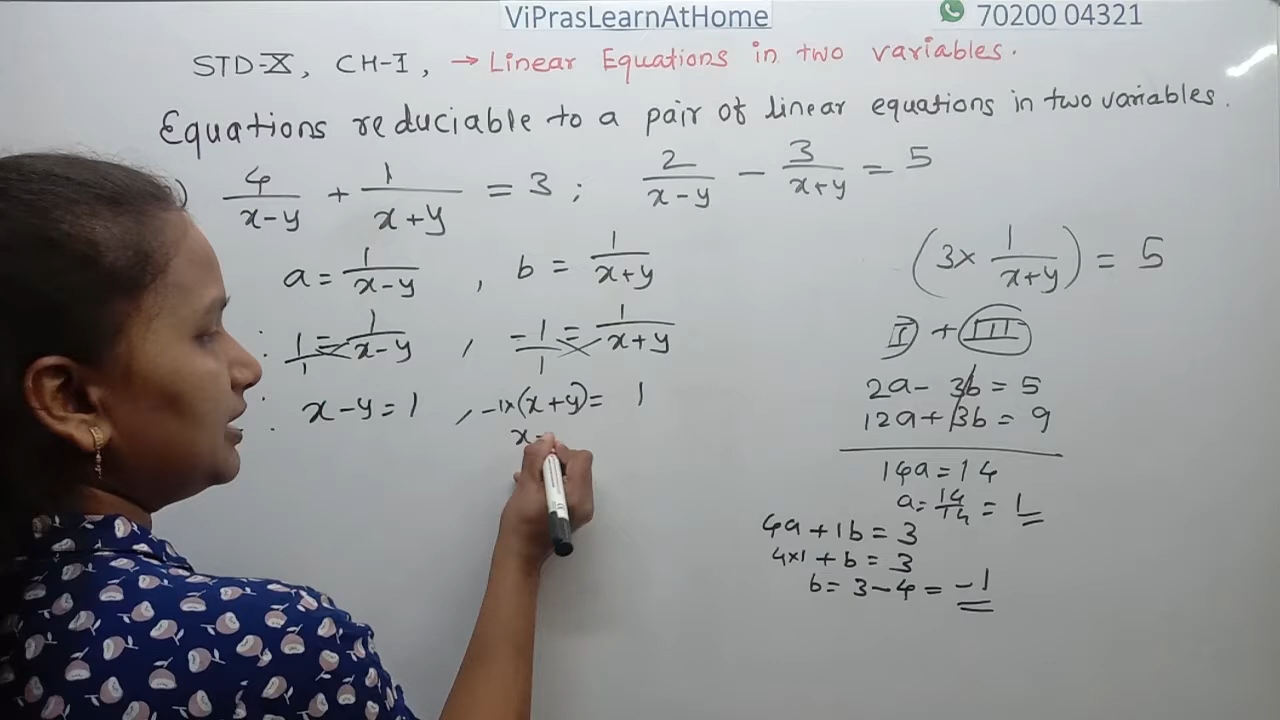 ViPrasLearnAtHome
70200 04321
STD-X, CH-I, → Linear Equations in two variables.
Equations reduciable to a pair of linear equations in two variables.
) 4/(x-y) + 1/(x+y) = 3 ; 2/(x-y) - 3/(x+y) = 5
a = 1/(x-y) , b = 1/(x+y)
1/1 = 1/(x-y) , -1/1 = 1/(x+y)
x-y = 1 , -1×(x+y) = 1
x-
(3× 1/(x+y)) = 5
I + III
2a - 3b = 5
12a + 3b = 9
14a = 14
a = 14/14 = 1
4a + 1b = 3
4×1 + b = 3
b = 3-4 = -1